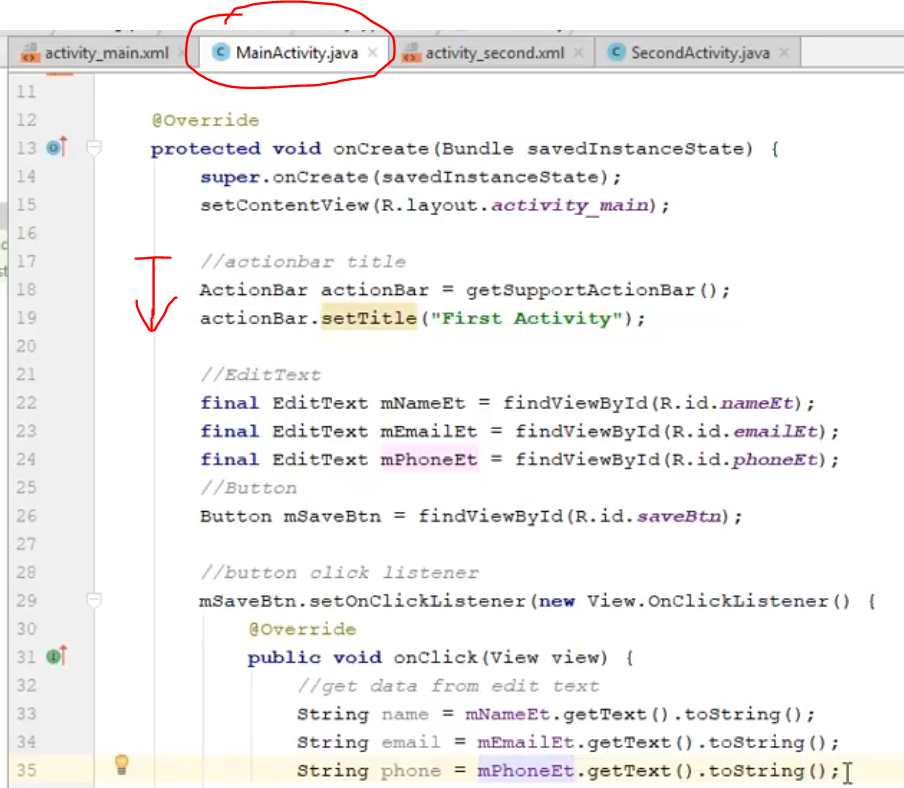 activity_main.xml MainActivity.java activity_second.xml SecondActivity.java
11
12 @Override
13 protected void onCreate(Bundle savedInstanceState) {
14 super.onCreate(savedInstanceState);
15 setContentView(R.layout.activity_main);
16
17 //actionbar title
18 ActionBar actionBar = getSupportActionBar();
19 actionBar.setTitle("First Activity");
20
21 //EditText
22 final EditText mNameEt = findViewById(R.id.nameEt);
23 final EditText mEmailEt = findViewById(R.id.emailEt);
24 final EditText mPhoneEt = findViewById(R.id.phoneEt);
25 //Button
26 Button mSaveBtn = findViewById(R.id.saveBtn);
27
28 //button click listener
29 mSaveBtn.setOnClickListener(new View.OnClickListener() {
30 @Override
31 public void onClick(View view) {
32 //get data from edit text
33 String name = mNameEt.getText().toString();
34 String email = mEmailEt.getText().toString();
35 String phone = mPhoneEt.getText().toString();